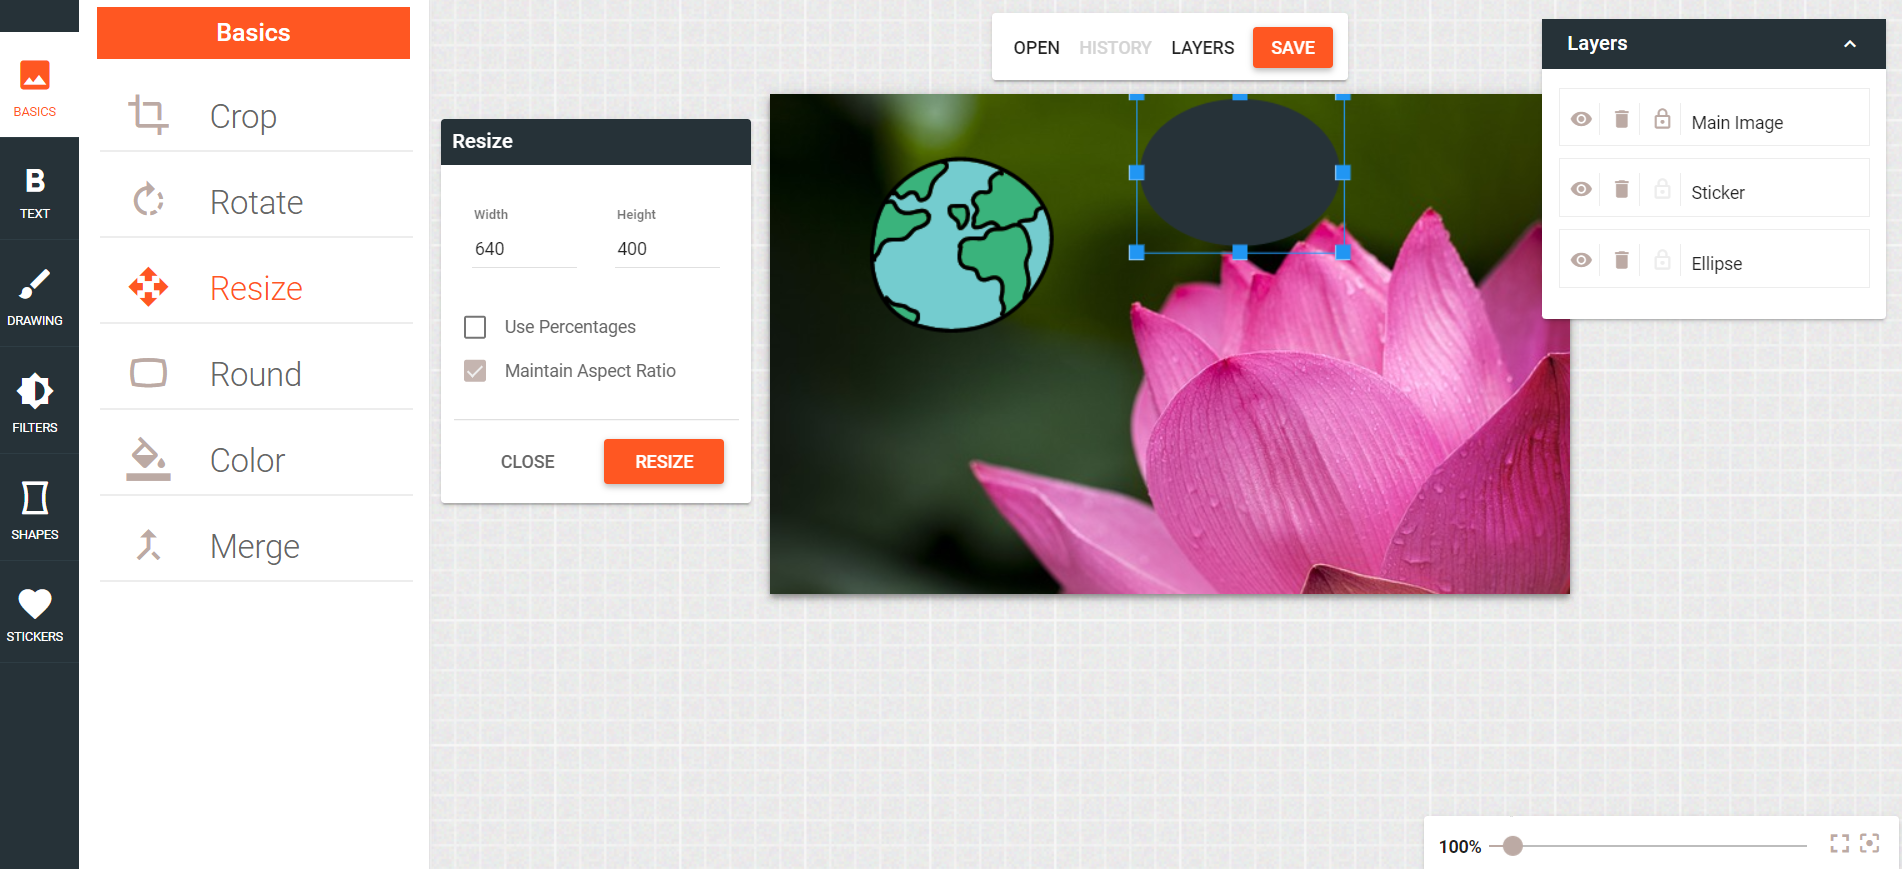 Basics
BASICS
TEXT
DRAWING
FILTERS
SHAPES
STICKERS
Crop
Rotate
Resize
Round
Color
Merge
Resize
Width
Height
640
400
Use Percentages
Maintain Aspect Ratio
CLOSE
RESIZE
OPEN
HISTORY
LAYERS
SAVE
Layers
Main Image
Sticker
Ellipse
100%